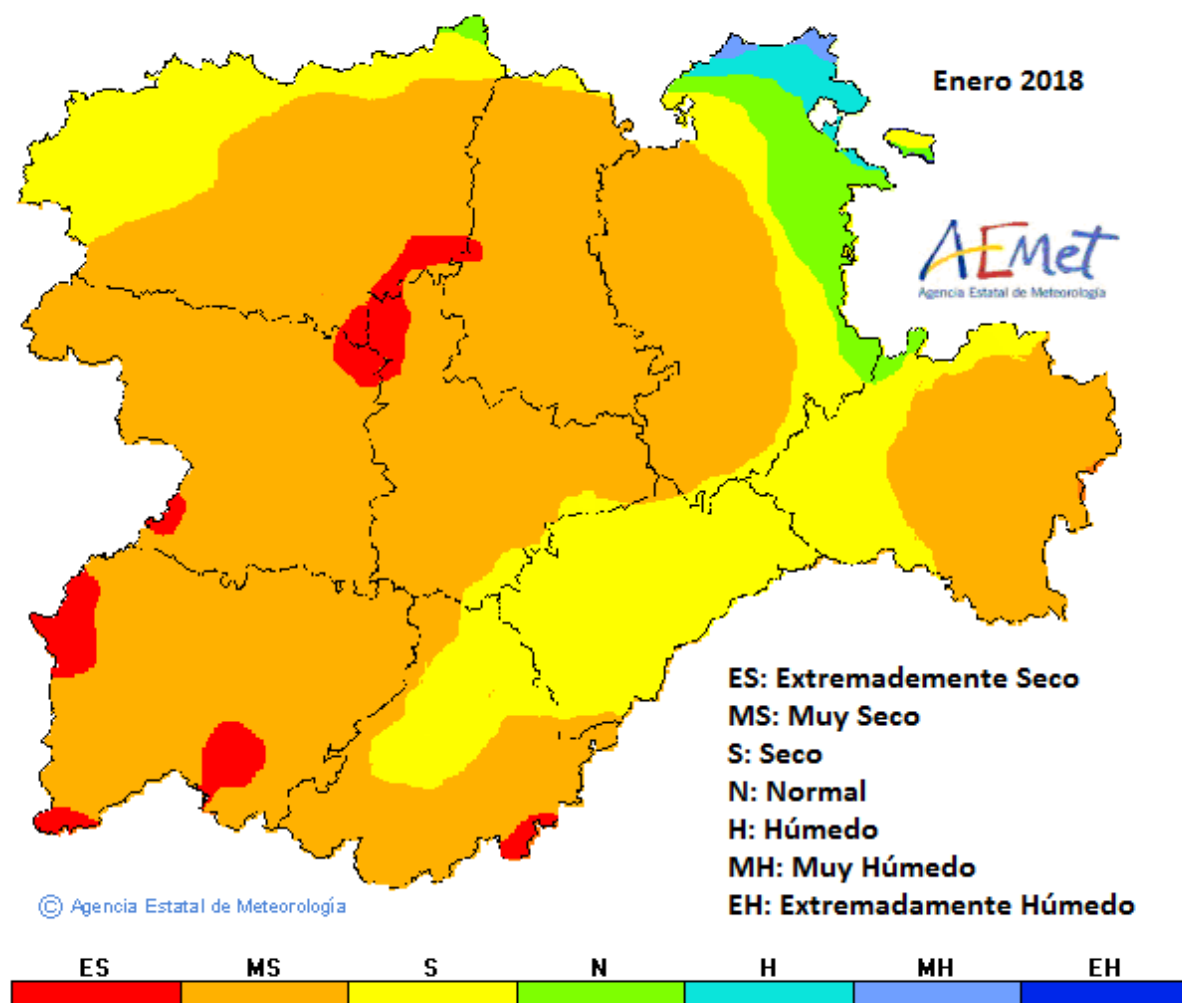 Enero 2018
AEMet
Agencia Estatal de Meteorología
ES: Extremademente Seco
MS: Muy Seco
S: Seco
N: Normal
H: Húmedo
MH: Muy Húmedo
EH: Extremadamente Húmedo
© Agencia Estatal de Meteorología
ES MS S N H MH EH